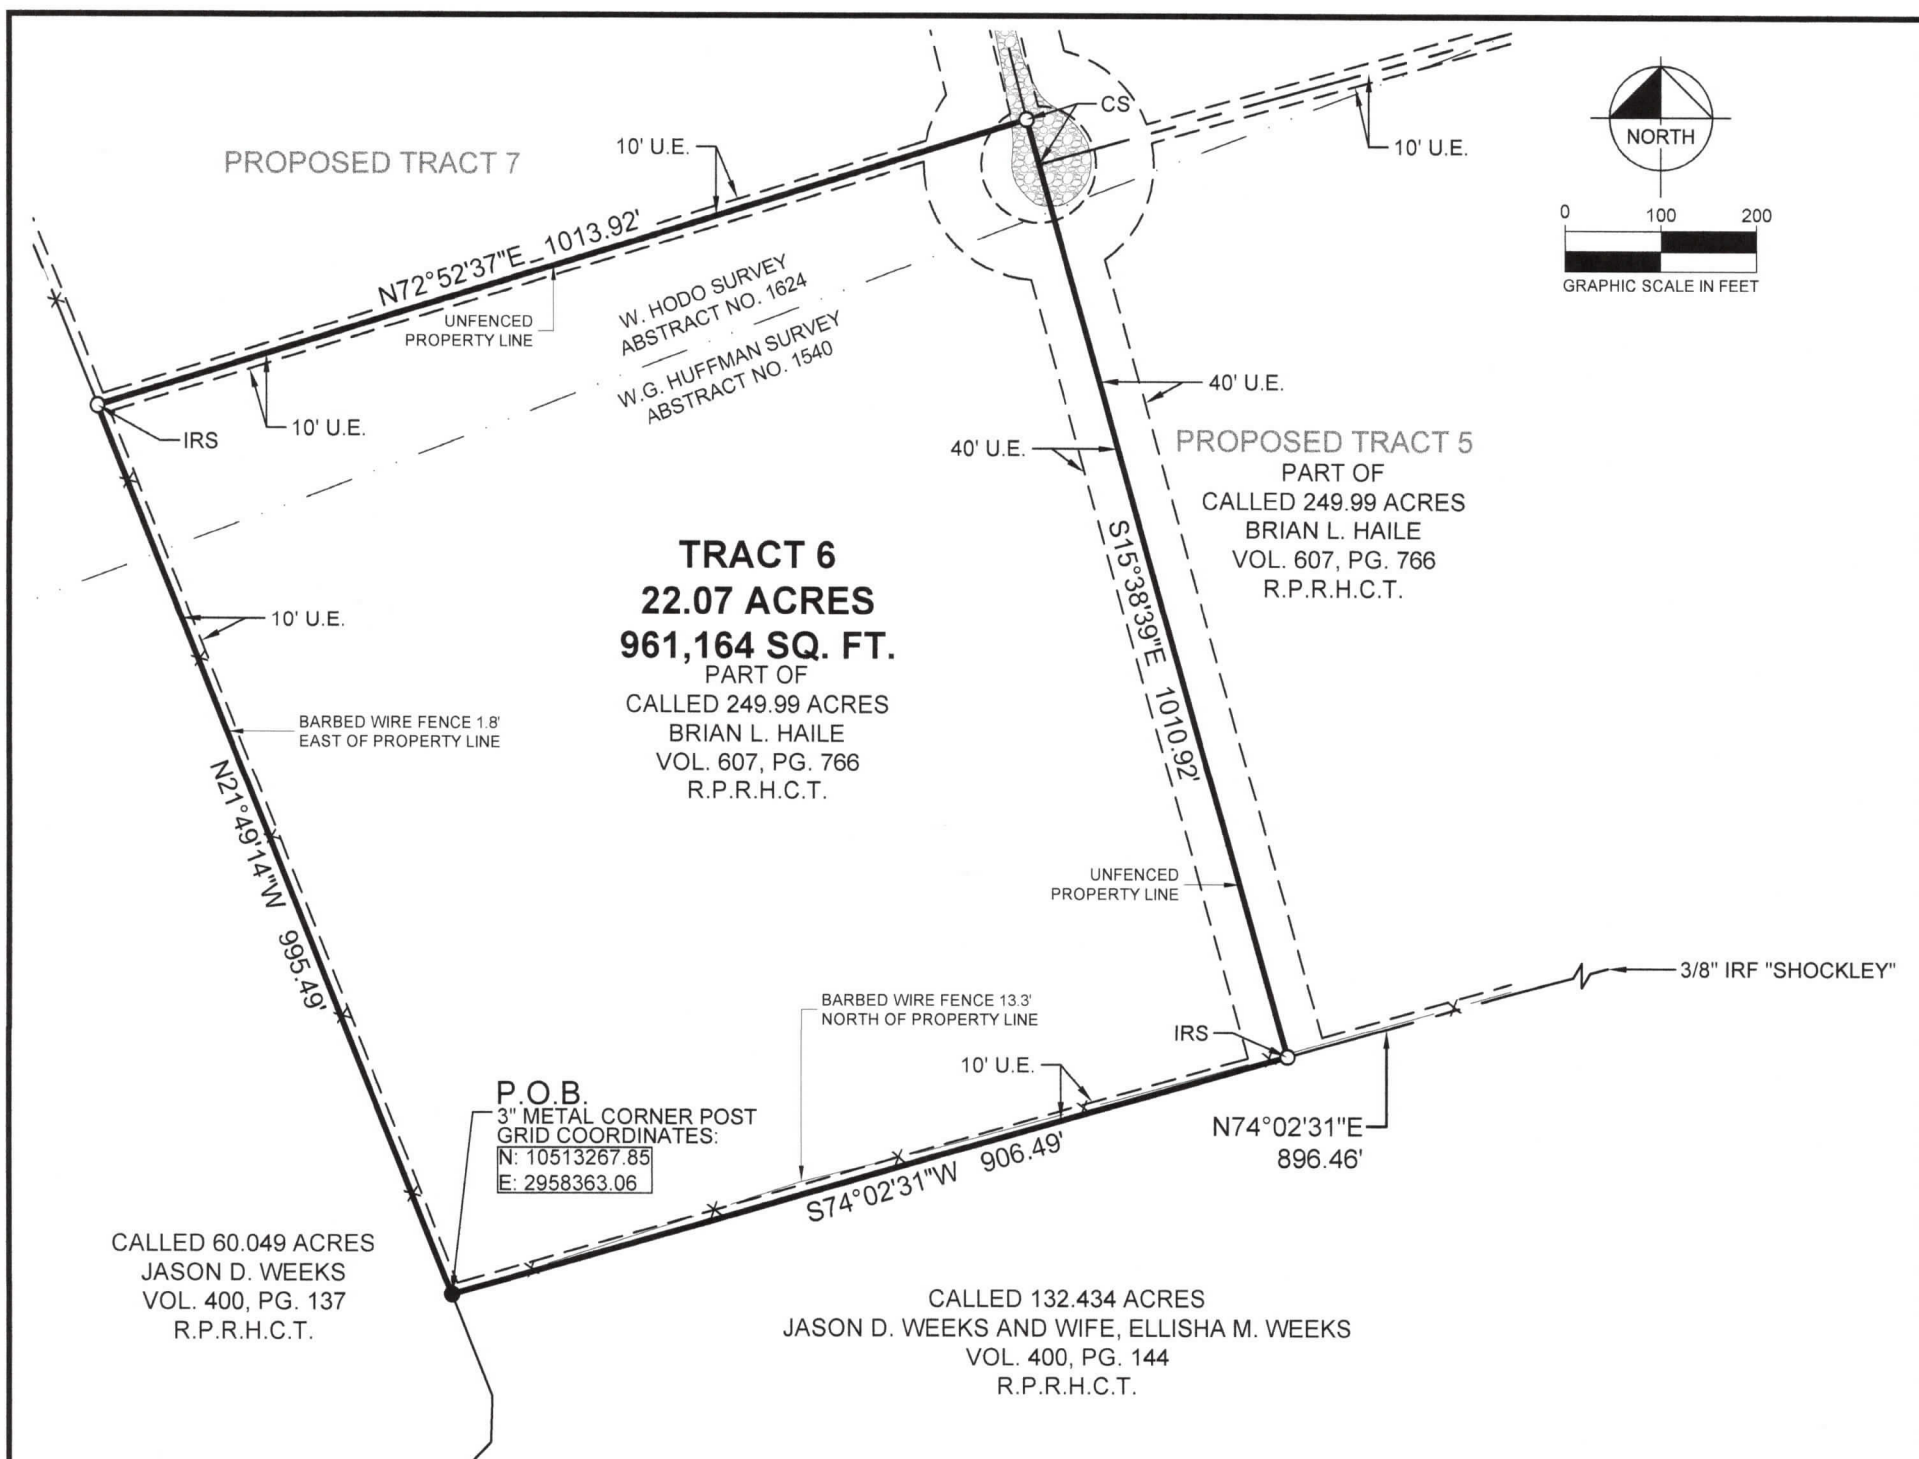 CS
10' U.E.
10' U.E.
NORTH
PROPOSED TRACT 7
0 100 200
GRAPHIC SCALE IN FEET
N72°52'37"E 1013.92'
UNFENCED
PROPERTY LINE
W. HODO SURVEY
ABSTRACT NO. 1624
W.G. HUFFMAN SURVEY
ABSTRACT NO. 1540
IRS
10' U.E.
40' U.E.
40' U.E.
PROPOSED TRACT 5
PART OF
CALLED 249.99 ACRES
BRIAN L. HAILE
VOL. 607, PG. 766
R.P.R.H.C.T.
S15°38'39"E 1010.92'
TRACT 6
22.07 ACRES
961,164 SQ. FT.
PART OF
CALLED 249.99 ACRES
BRIAN L. HAILE
VOL. 607, PG. 766
R.P.R.H.C.T.
10' U.E.
BARBED WIRE FENCE 1.8'
EAST OF PROPERTY LINE
N21°49'14"W 995.49'
UNFENCED
PROPERTY LINE
3/8" IRF "SHOCKLEY"
BARBED WIRE FENCE 13.3'
NORTH OF PROPERTY LINE
IRS
10' U.E.
P.O.B.
3" METAL CORNER POST
GRID COORDINATES:
N: 10513267.85
E: 2958363.06
S74°02'31"W 906.49'
N74°02'31"E
896.46'
CALLED 60.049 ACRES
JASON D. WEEKS
VOL. 400, PG. 137
R.P.R.H.C.T.
CALLED 132.434 ACRES
JASON D. WEEKS AND WIFE, ELLISHA M. WEEKS
VOL. 400, PG. 144
R.P.R.H.C.T.